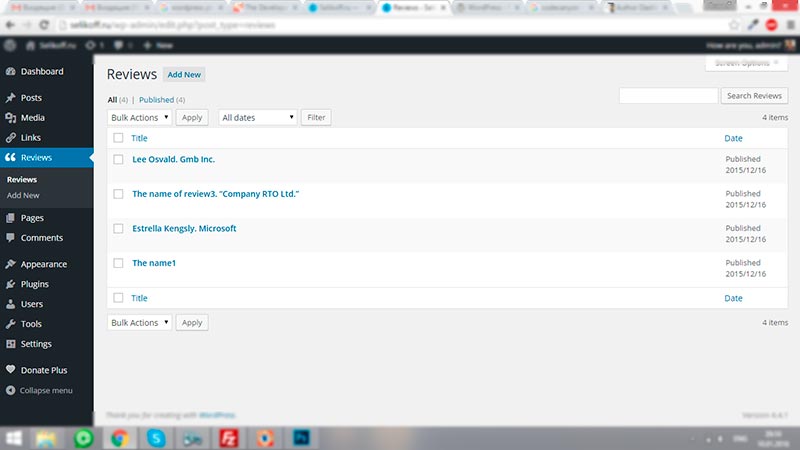 selikoff.ru/wp-admin/edit.php?post_type=reviews
Selikoff.ru 1 New How are you, admin?
Screen Options
Dashboard
Posts
Media
Links
Reviews
Reviews
Add New
Pages
Comments
Appearance
Plugins
Users
Tools
Settings
Donate Plus
Collapse menu
Reviews Add New
All (4) | Published (4)
Search Reviews
Bulk Actions Apply All dates Filter 4 items
Title Date
Lee Osvald. Gmb Inc. Published
2015/12/16
The name of review3. “Company RTO Ltd.” Published
2015/12/16
Estrella Kengsly. Microsoft Published
2015/12/16
The name1 Published
2015/12/16
Title Date
Bulk Actions Apply 4 items
Thank you for creating with WordPress. Version 4.4.1